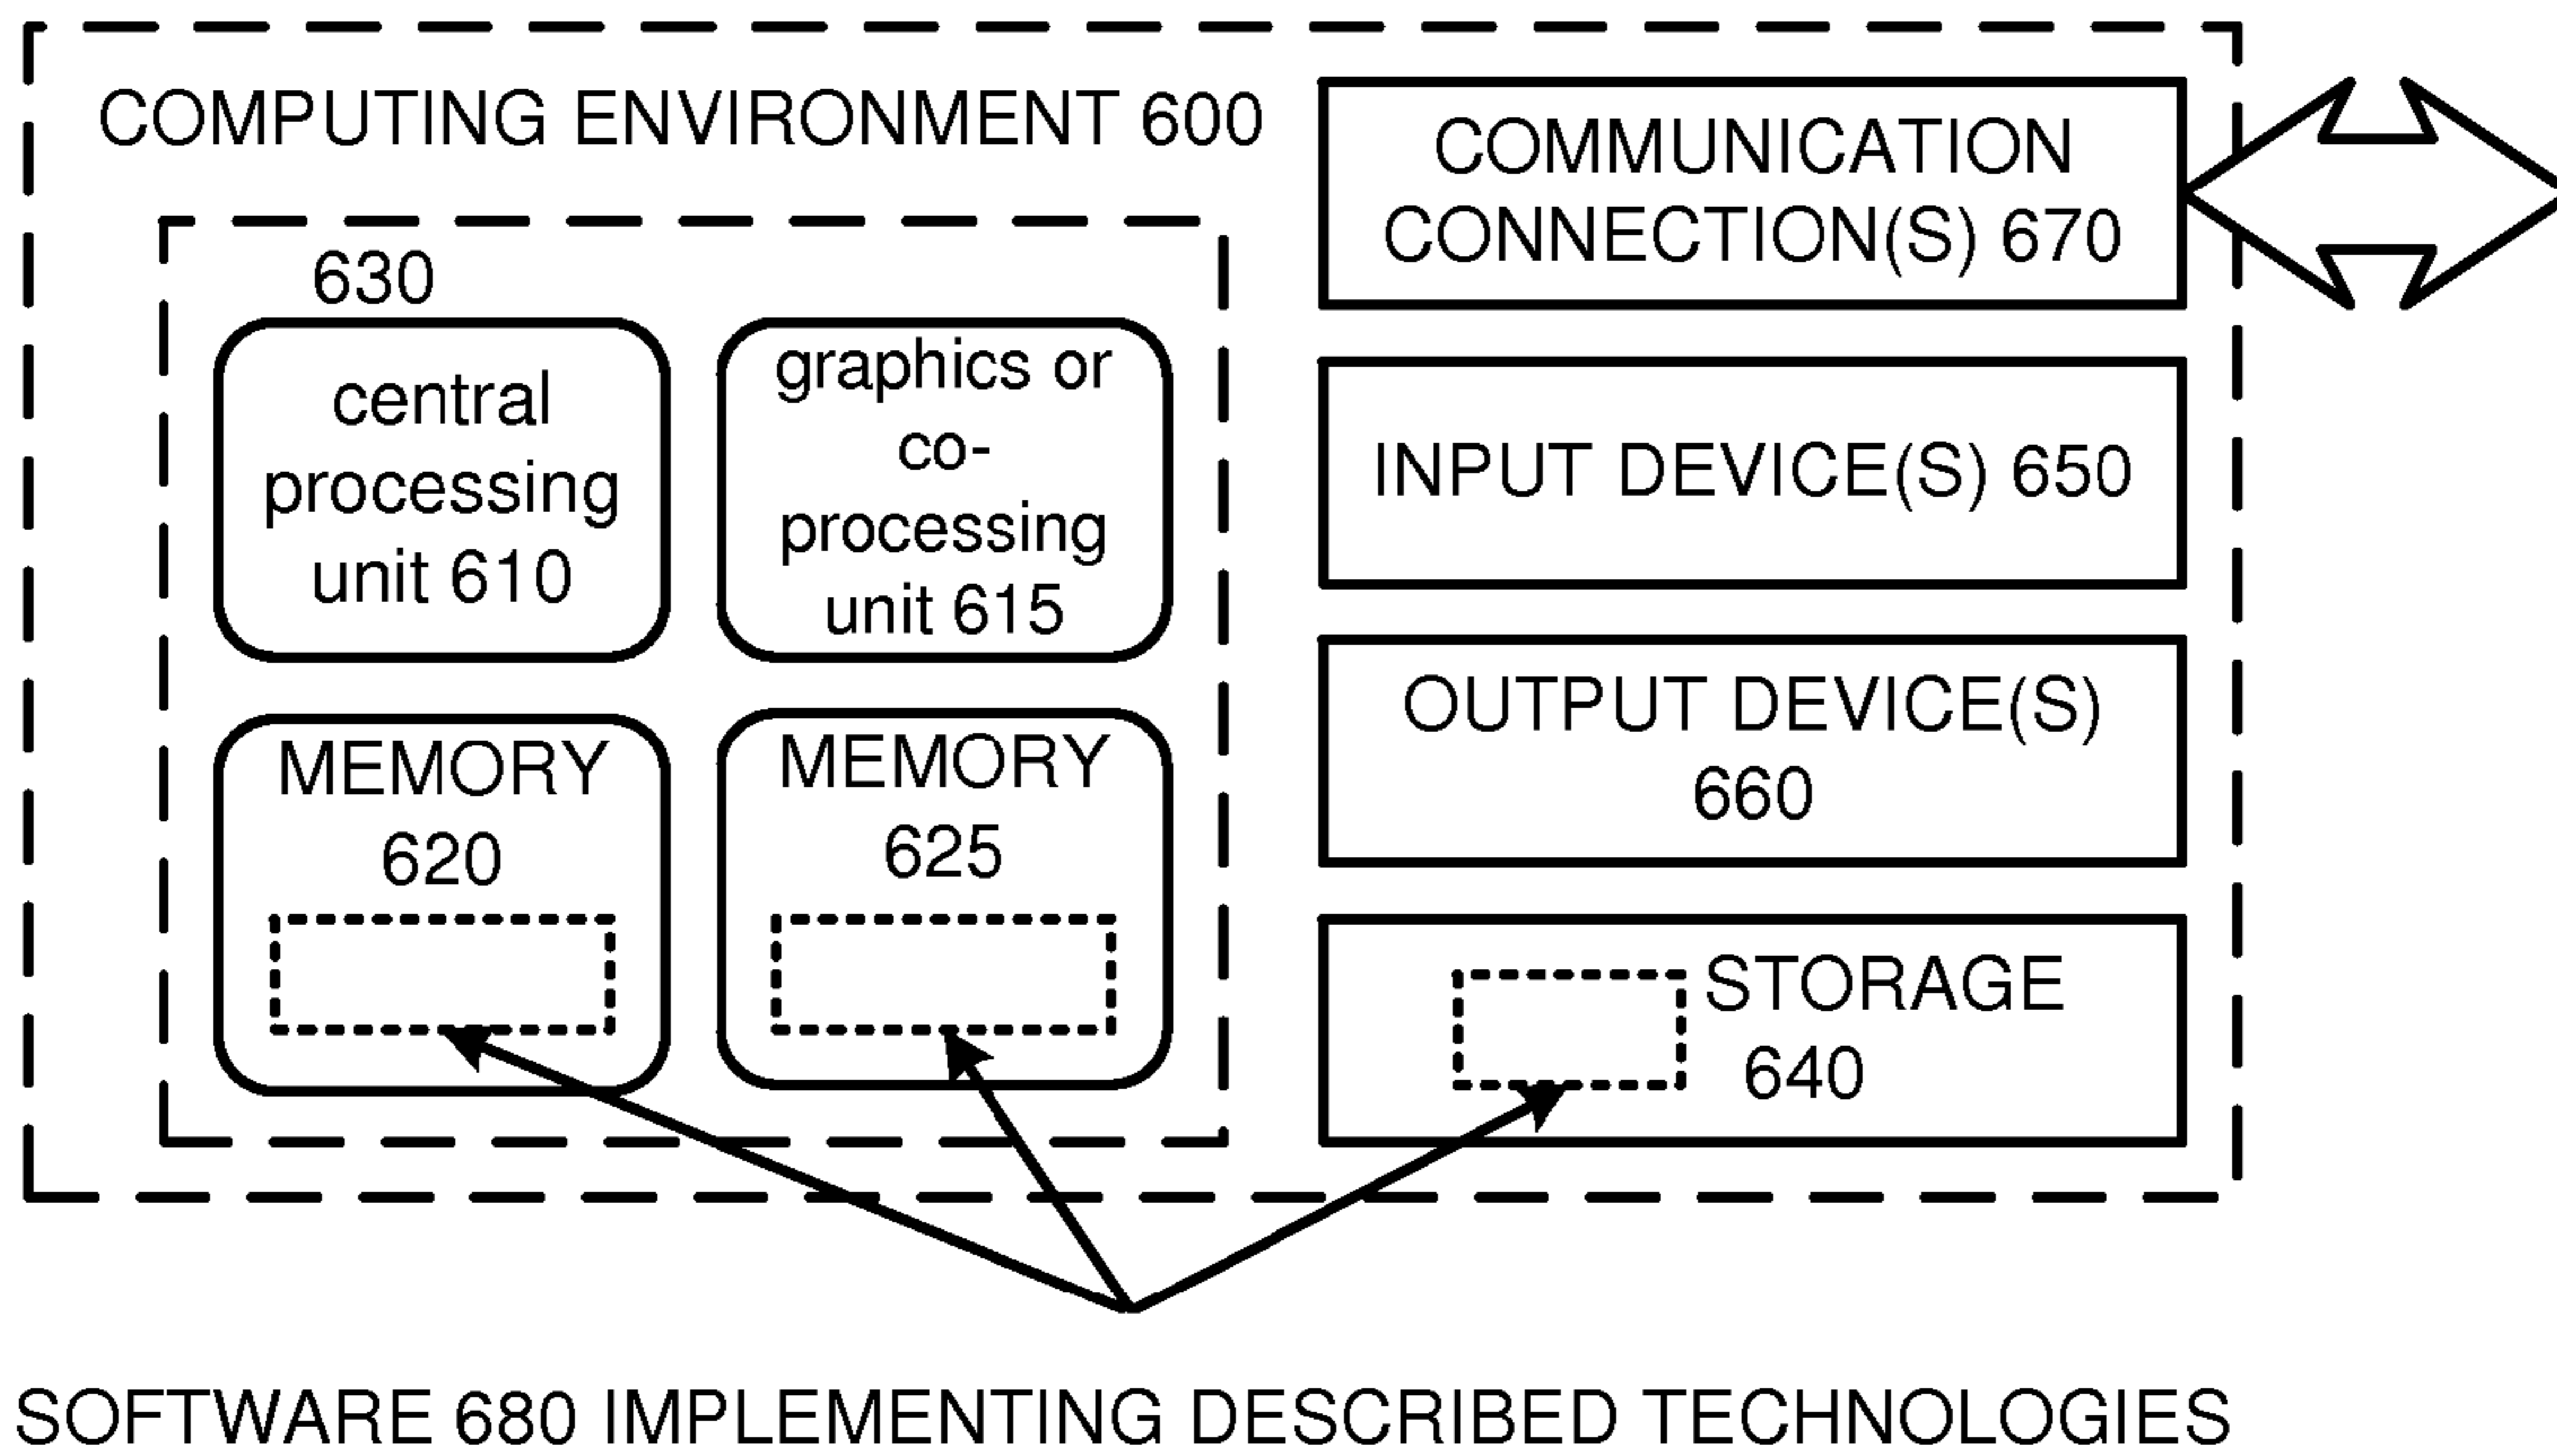 COMPUTING ENVIRONMENT 600
630
central
processing
unit 610
graphics or
co-
processing
unit 615
MEMORY
620
MEMORY
625
COMMUNICATION
CONNECTION(S) 670
INPUT DEVICE(S) 650
OUTPUT DEVICE(S)
660
STORAGE
640
SOFTWARE 680 IMPLEMENTING DESCRIBED TECHNOLOGIES